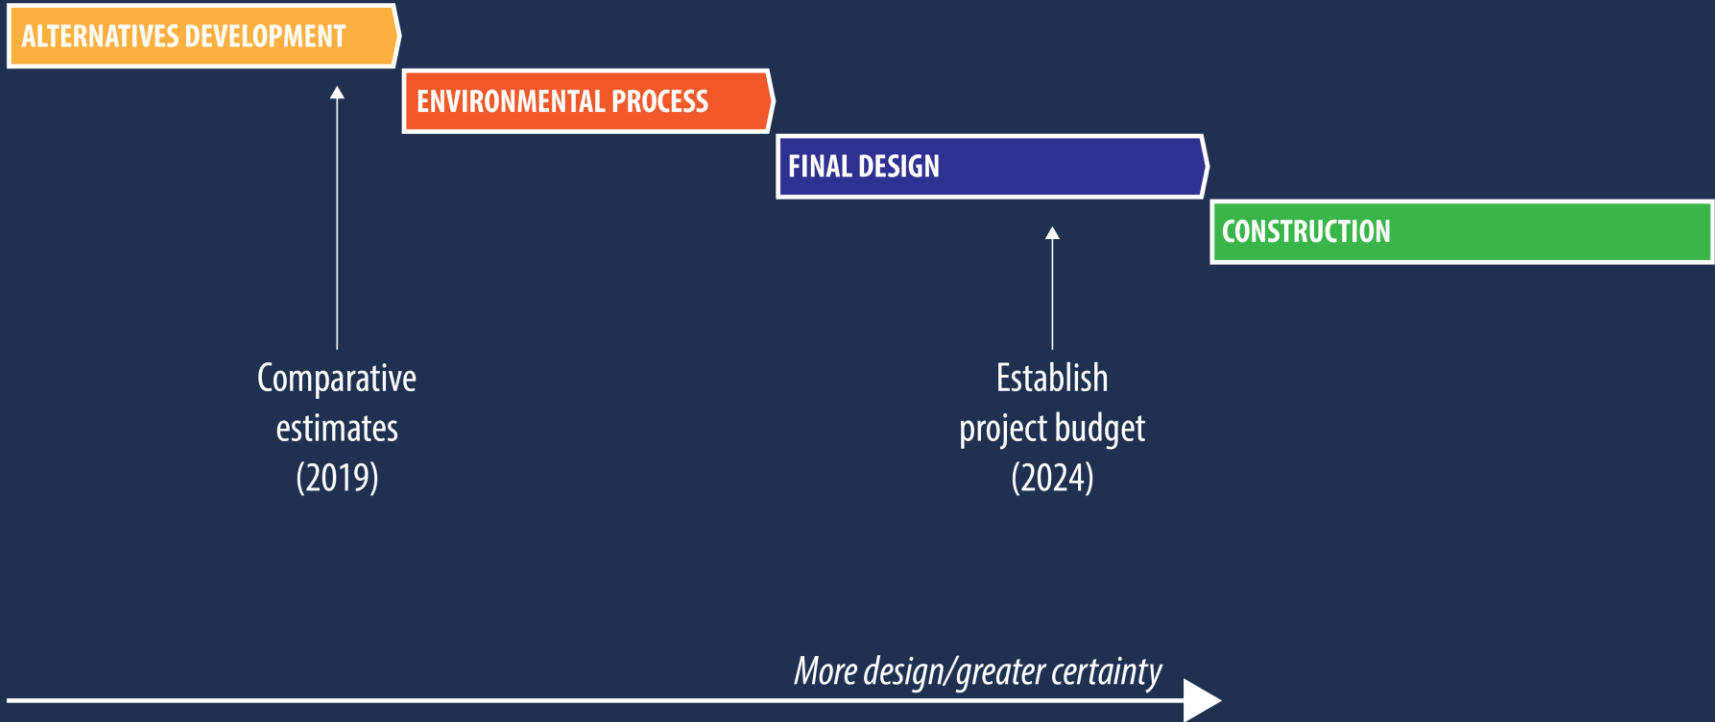 ALTERNATIVES DEVELOPMENT
ENVIRONMENTAL PROCESS
FINAL DESIGN
CONSTRUCTION
Comparative
estimates
(2019)
Establish
project budget
(2024)
More design/greater certainty